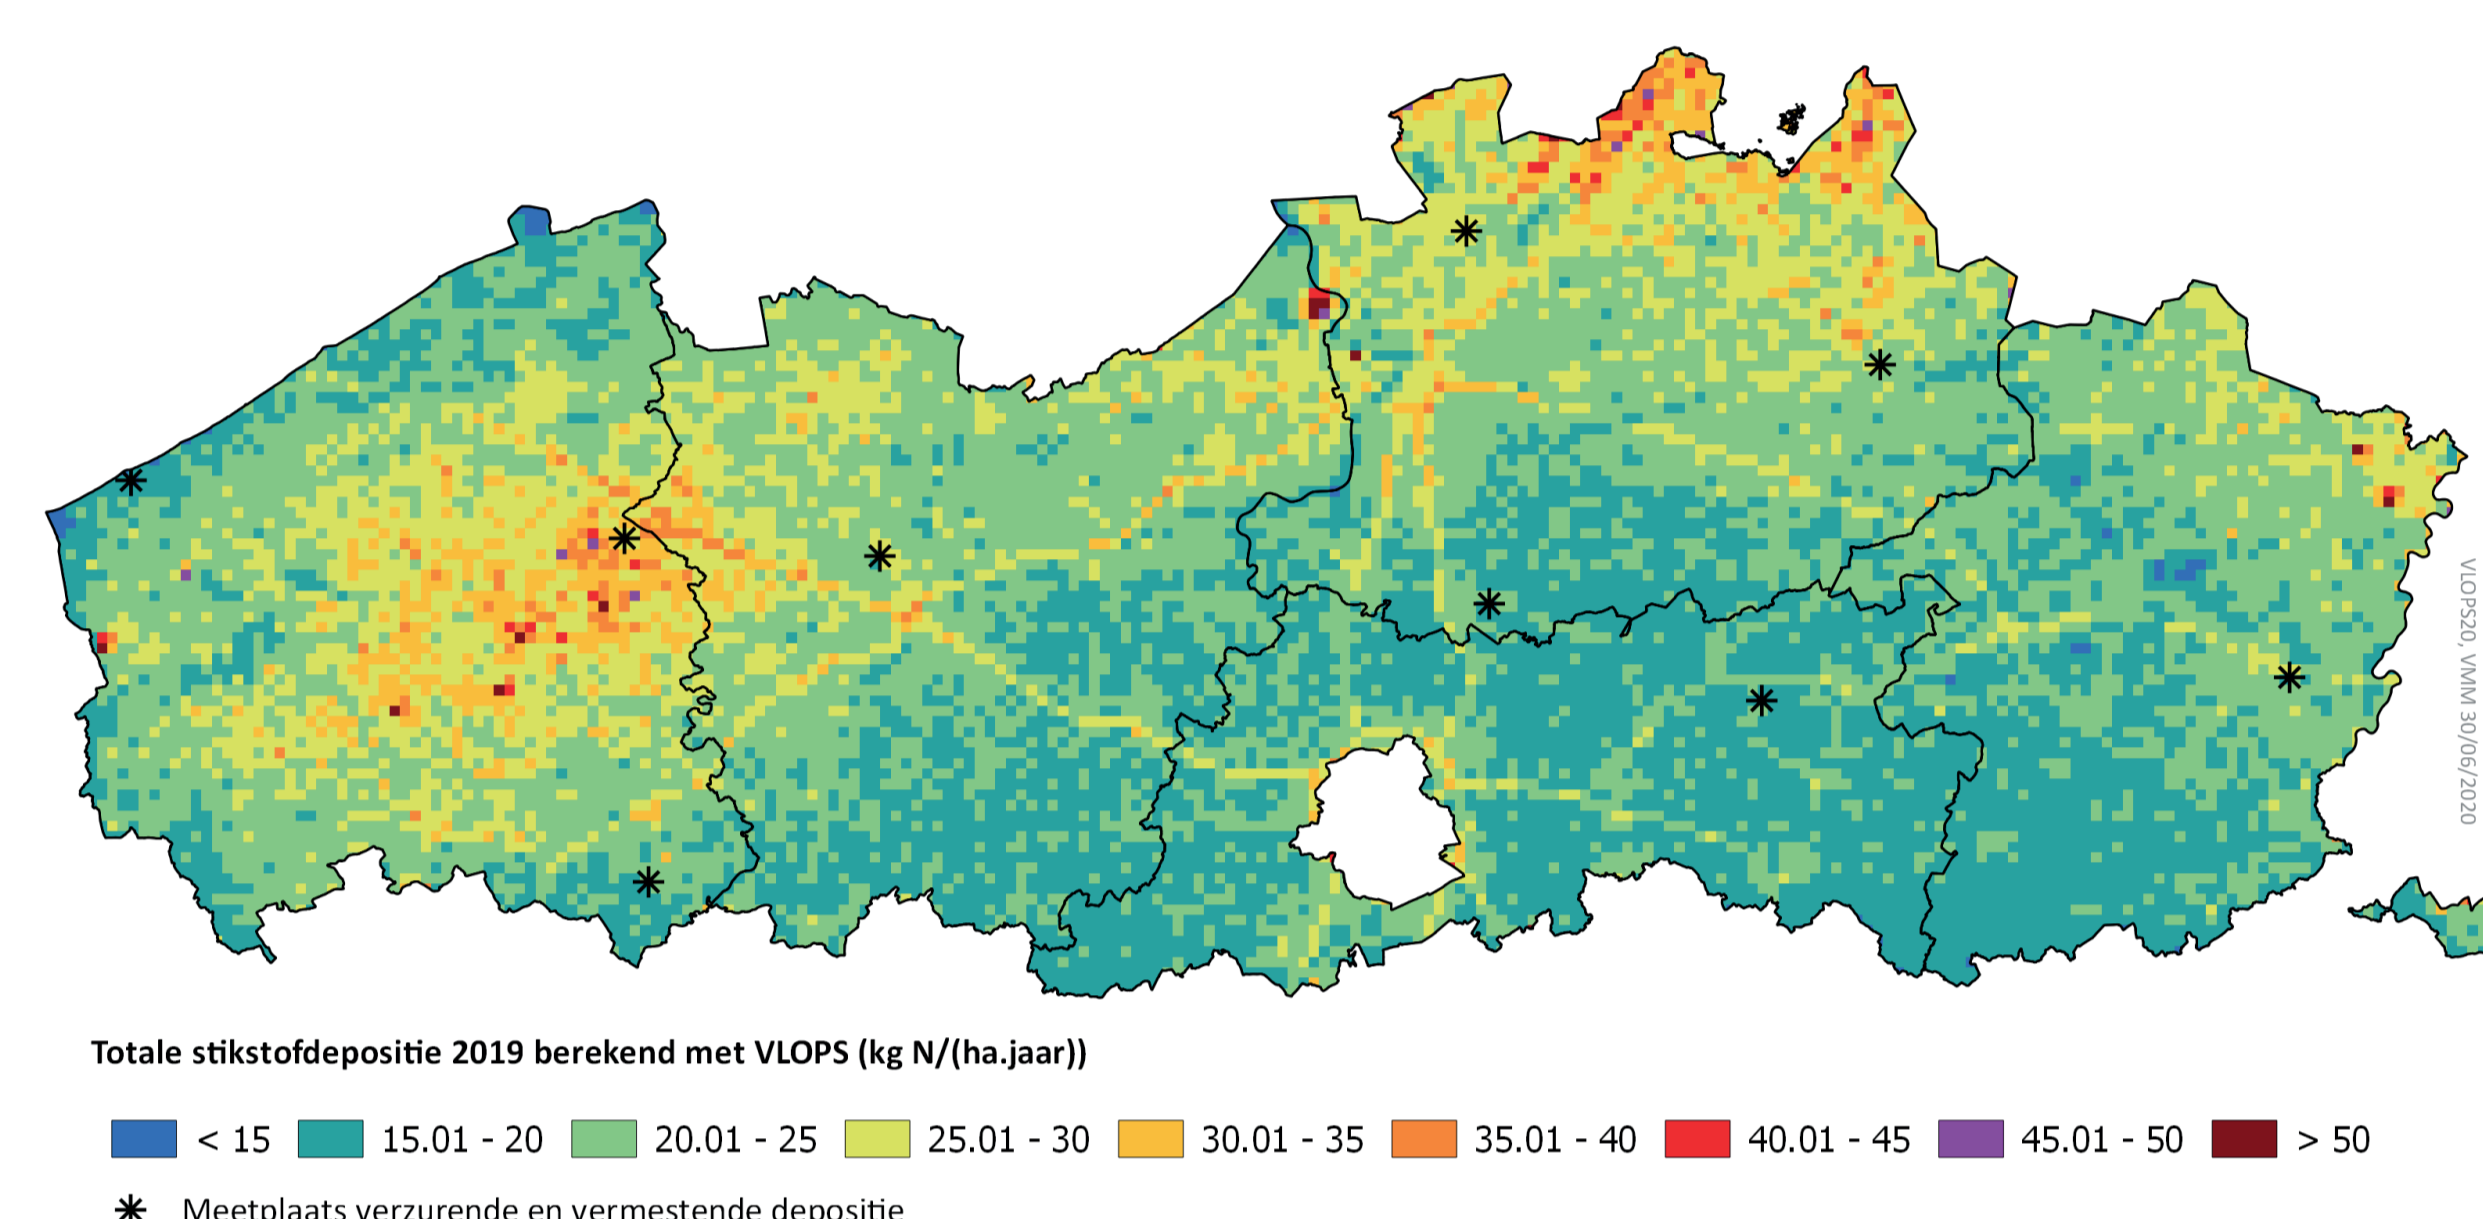 VLOPS20, VMM 30/06/2020
Totale stikstofdepositie 2019 berekend met VLOPS (kg N/(ha.jaar))
< 15 15.01 - 20 20.01 - 25 25.01 - 30 30.01 - 35 35.01 - 40 40.01 - 45 45.01 - 50 > 50
Meetplaats verzurende en vermestende depositie